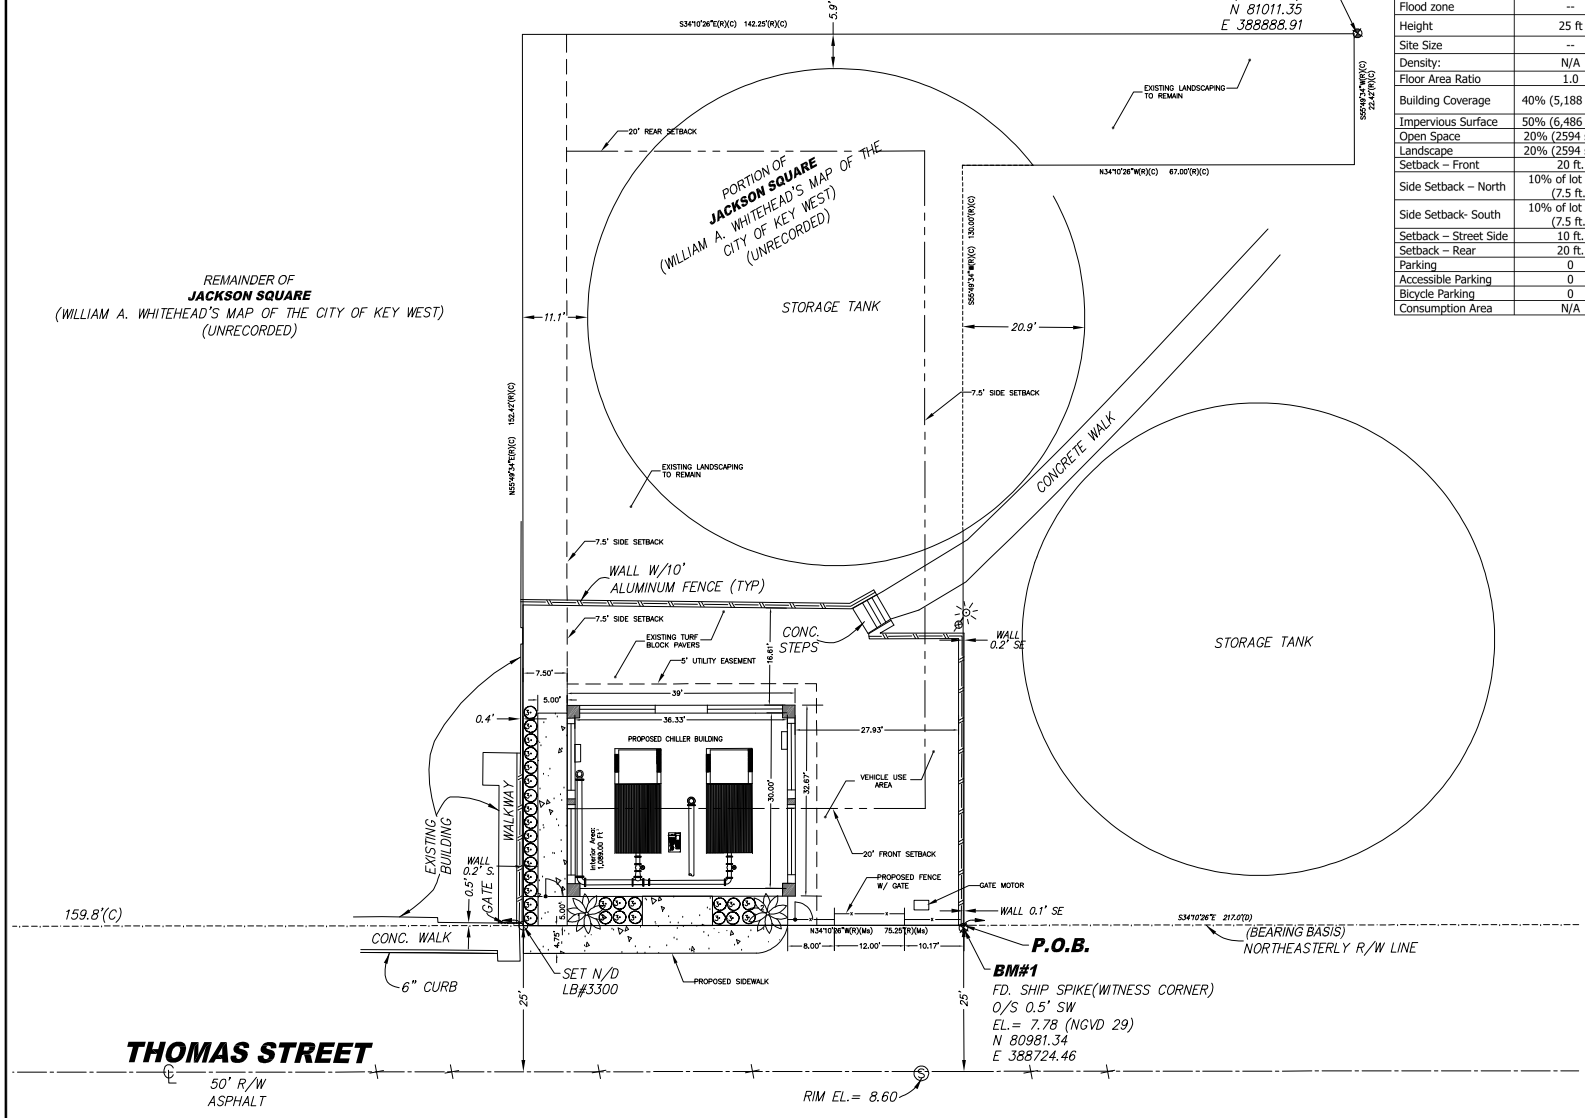 S34°10'26"E(R)(C) 142.25'(R)(C)
5.9'
N 81011.35
E 388888.91
Flood zone --
Height 25 ft
Site Size --
Density: N/A
Floor Area Ratio 1.0
Building Coverage 40% (5,188
Impervious Surface 50% (6,486
Open Space 20% (2594
Landscape 20% (2594
Setback – Front 20 ft.
Side Setback – North 10% of lot
(7.5 ft.
Side Setback- South 10% of lot
(7.5 ft.
Setback – Street Side 10 ft.
Setback – Rear 20 ft.
Parking 0
Accessible Parking 0
Bicycle Parking 0
Consumption Area N/A
S55°49'34"W(R)(C)
22.42'(R)(C)
EXISTING LANDSCAPING
TO REMAIN
20' REAR SETBACK
PORTION OF
JACKSON SQUARE
(WILLIAM A. WHITEHEAD'S MAP OF THE
CITY OF KEY WEST)
(UNRECORDED)
N34°10'26"W(R)(C) 67.00'(R)(C)
S55°49'34"W(R)(C) 130.00'(R)(C)
REMAINDER OF
JACKSON SQUARE
(WILLIAM A. WHITEHEAD'S MAP OF THE CITY OF KEY WEST)
(UNRECORDED)
STORAGE TANK
11.1'
20.9'
N55°49'34"E(R)(C) 152.42'(R)(C)
7.5' SIDE SETBACK
CONCRETE WALK
EXISTING LANDSCAPING
TO REMAIN
7.5' SIDE SETBACK
WALL W/10'
ALUMINUM FENCE (TYP)
7.5' SIDE SETBACK
EXISTING TURF
BLOCK PAVERS
5' UTILITY EASEMENT
16.61'
CONC.
STEPS
WALL
0.2' SE
STORAGE TANK
7.50'
5.00'
39'
0.4'
36.33'
PROPOSED CHILLER BUILDING
27.93'
30.00'
32.67'
VEHICLE USE
AREA
Interior Area:
1,089.00 Ft²
WALKWAY
EXISTING
BUILDING
WALL
0.2' S.
0.5'
GATE
20' FRONT SETBACK
PROPOSED FENCE
W/ GATE
GATE MOTOR
5.00'
4.75'
WALL 0.1' SE
159.8'(C)
CONC. WALK
N34°10'26"W(R)(Ms) 75.25'(R)(Ms)
8.00'
12.00'
10.17'
S34°10'26"E 217.0'(D)
(BEARING BASIS)
NORTHEASTERLY R/W LINE
P.O.B.
6" CURB
SET N/D
LB#3300
PROPOSED SIDEWALK
BM#1
FD. SHIP SPIKE(WITNESS CORNER)
O/S 0.5' SW
EL.= 7.78 (NGVD 29)
N 80981.34
E 388724.46
25'
25'
THOMAS STREET
50' R/W
ASPHALT
S
RIM EL.= 8.60